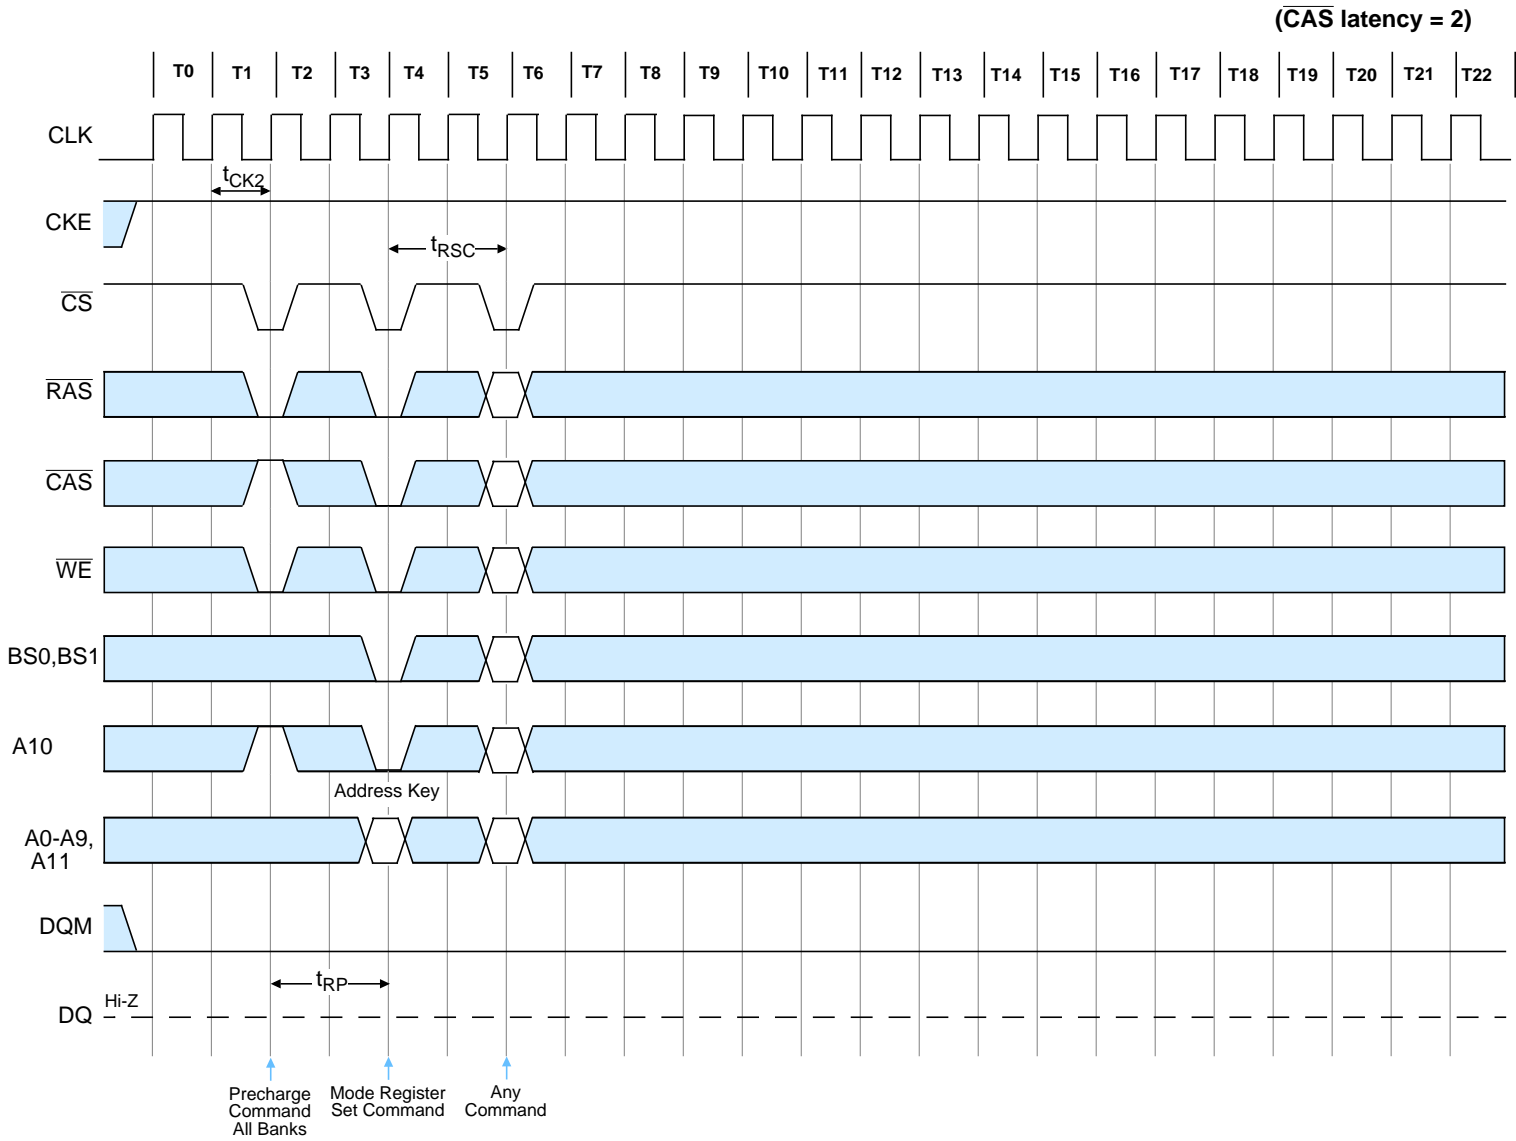 (CAS latency = 2)
T0 T1 T2 T3 T4 T5 T6 T7 T8 T9 T10 T11 T12 T13 T14 T15 T16 T17 T18 T19 T20 T21 T22
CLK
tCK2
CKE
tRSC
CS
RAS
CAS
WE
BS0,BS1
A10
Address Key
A0-A9,
A11
DQM
tRP
Hi-Z
DQ
Precharge
Command
All Banks
Mode Register
Set Command
Any
Command